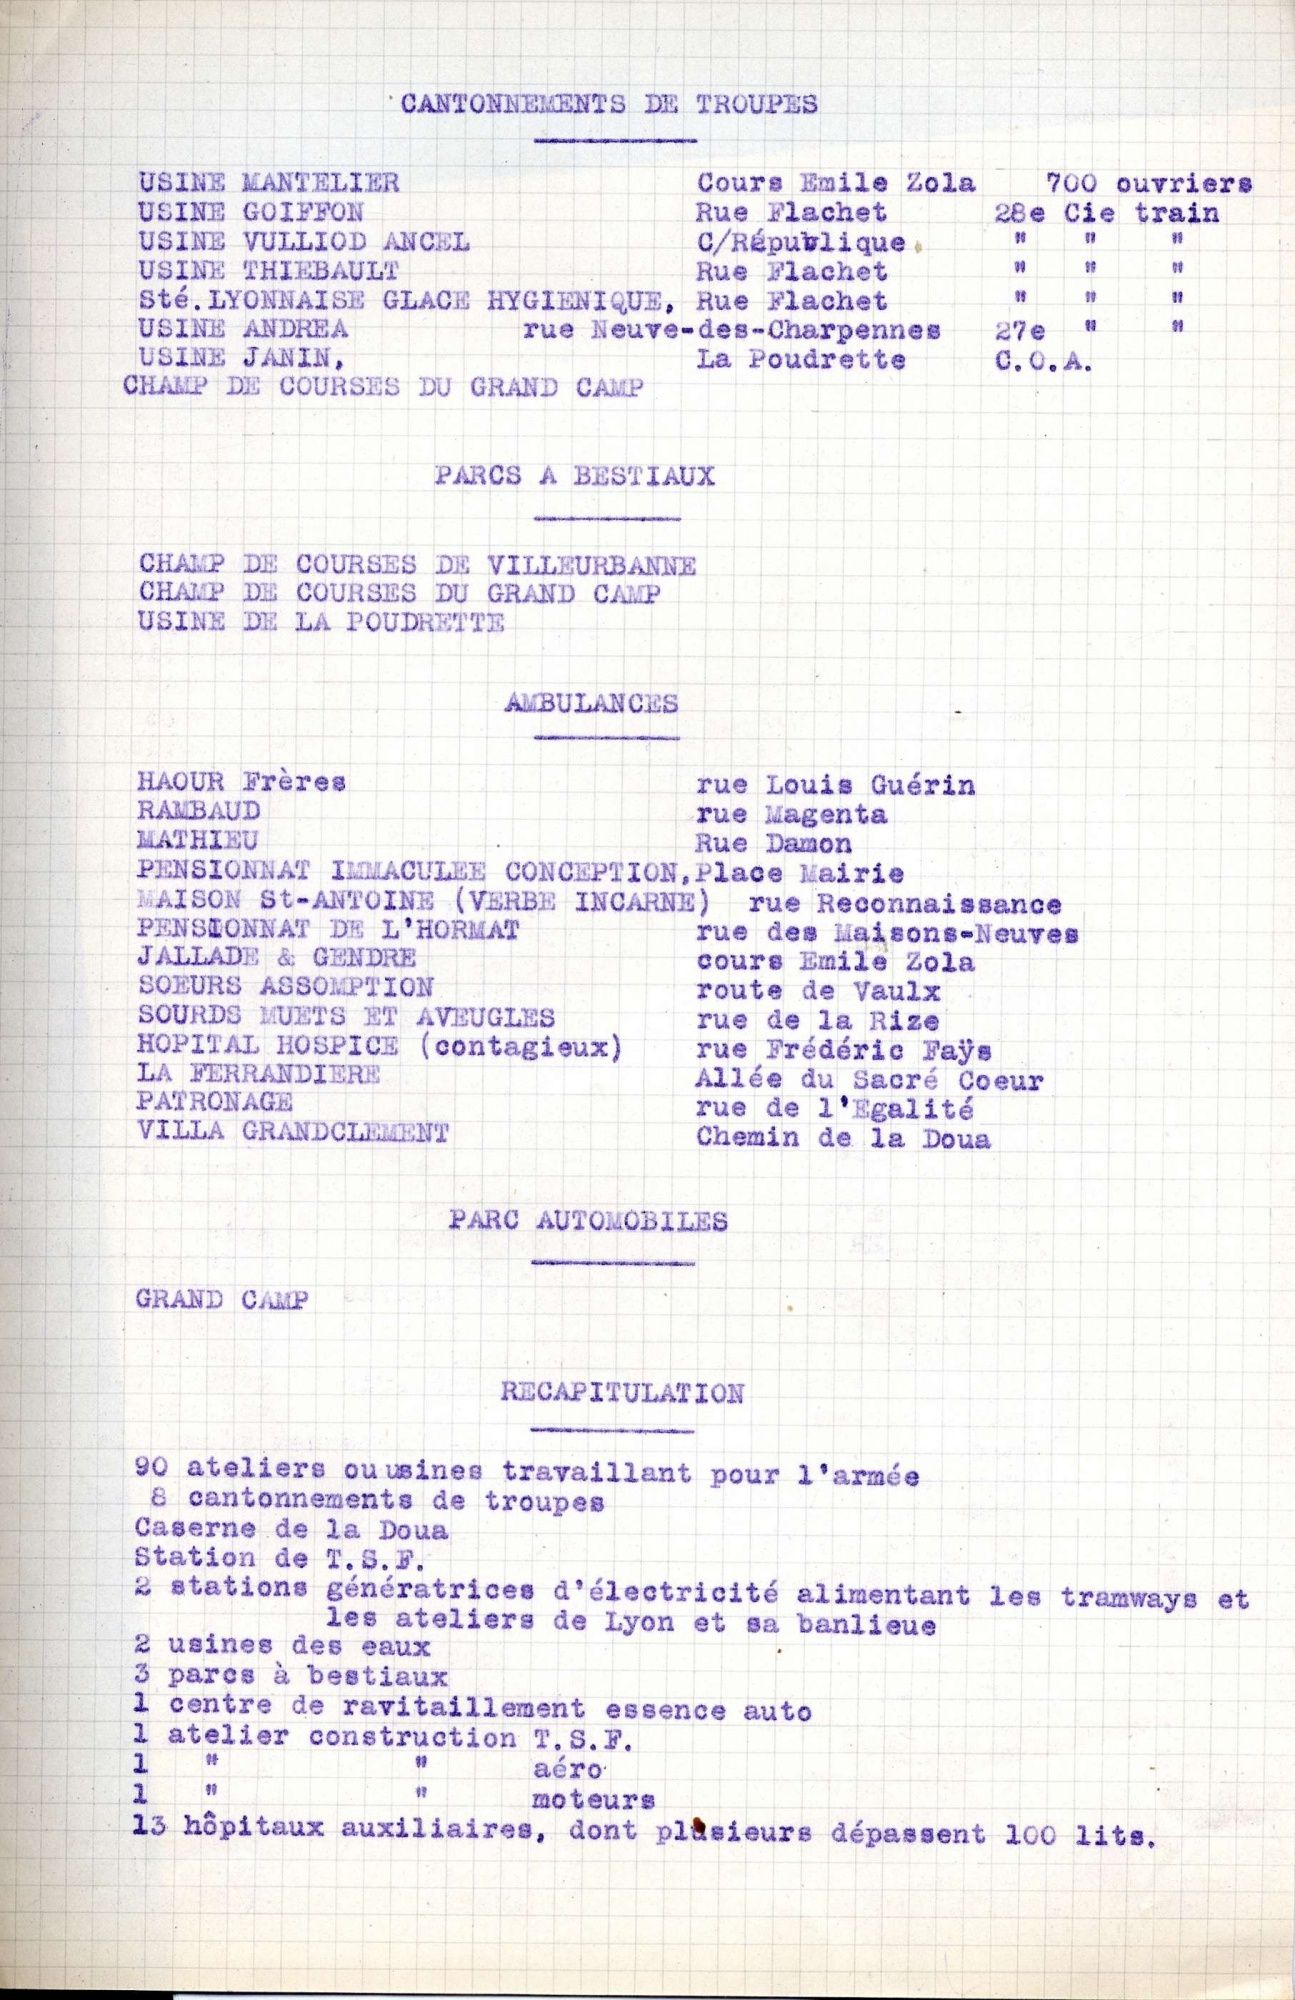 CANTONNEMENTS DE TROUPES
USINE MANTELIER Cours Emile Zola 700 ouvriers
USINE GOIFFON Rue Flachet 28e Cie train
USINE VULLIOD ANCEL C/République " " "
USINE THIEBAULT Rue Flachet " " "
Sté.LYONNAISE GLACE HYGIENIQUE, Rue Flachet " " "
USINE ANDREA rue Neuve-des-Charpennes 27e " "
USINE JANIN, La Poudrette C.O.A.
CHAMP DE COURSES DU GRAND CAMP
PARCS A BESTIAUX
CHAMP DE COURSES DE VILLEURBANNE
CHAMP DE COURSES DU GRAND CAMP
USINE DE LA POUDRETTE
AMBULANCES
HAOUR Frères rue Louis Guérin
RAMBAUD rue Magenta
MATHIEU Rue Damon
PENSIONNAT IMMACULEE CONCEPTION,Place Mairie
MAISON St-ANTOINE (VERBE INCARNE) rue Reconnaissance
PENSIONNAT DE L'HORMAT rue des Maisons-Neuves
JALLADE & GENDRE cours Emile Zola
SOEURS ASSOMPTION route de Vaulx
SOURDS MUETS ET AVEUGLES rue de la Rize
HOPITAL HOSPICE (contagieux) rue Frédéric Faÿs
LA FERRANDIERE Allée du Sacré Coeur
PATRONAGE rue de l'Egalité
VILLA GRANDCLEMENT Chemin de la Doua
PARC AUTOMOBILES
GRAND CAMP
RECAPITULATION
90 ateliers ou usines travaillant pour l'armée
8 cantonnements de troupes
Caserne de la Doua
Station de T.S.F.
2 stations génératrices d'électricité alimentant les tramways et
les ateliers de Lyon et sa banlieue
2 usines des eaux
3 parcs à bestiaux
1 centre de ravitaillement essence auto
1 atelier construction T.S.F.
1 " " aéro
1 " " moteurs
13 hôpitaux auxiliaires, dont plusieurs dépassent 100 lits.